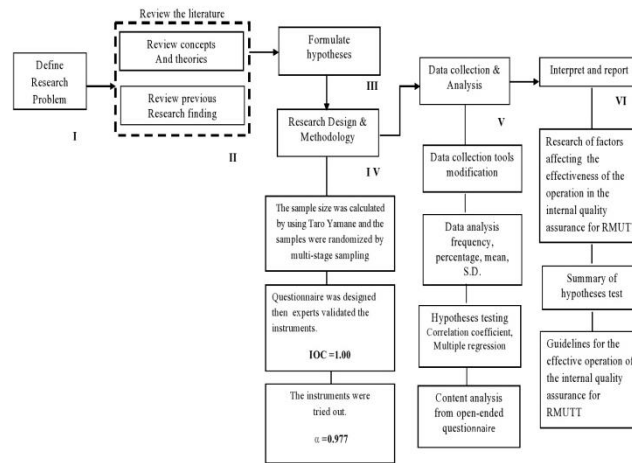 Define
Research
Problem
I
Review the literature
Review concepts
And theories
Review previous
Research finding
II
Formulate
hypotheses
III
Research Design &
Methodology
I V
The sample size was calculated
by using Taro Yamane and the
samples were randomized by
multi-stage sampling
Questionnaire was designed
then experts validated the
instruments.
IOC =1.00
The instruments were
tried out.
α =0.977
Data collection &
Analysis
V
Data collection tools
modification
Data analysis
frequency,
percentage, mean,
S.D.
Hypotheses testing
Correlation coefficient,
Multiple regression
Content analysis
from open-ended
questionnaire
Interpret and report
VI
Research of factors
affecting the
effectiveness of the
operation in the
internal quality
assurance for RMUTT
Summary of
hypotheses test
Guidelines for the
effective operation of
the internal quality
assurance for
RMUTT